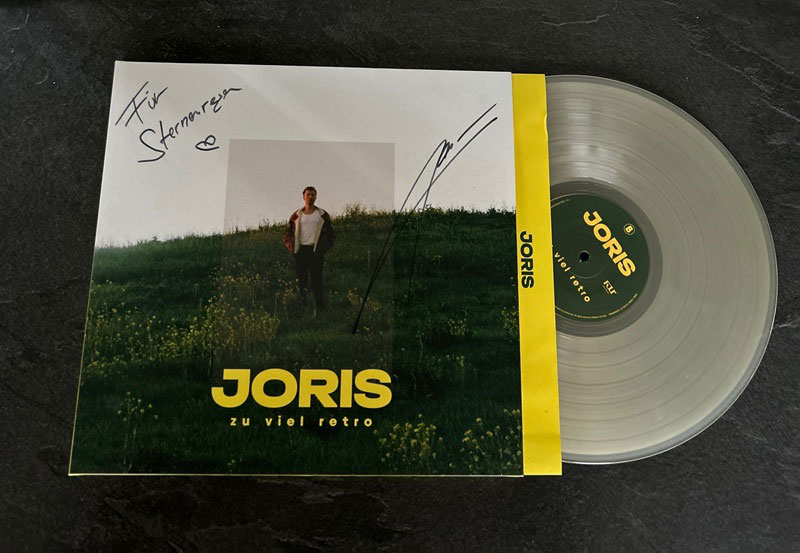 Für
Sternenregen
JORIS
zu viel retro
JORIS
B
JORIS
zu viel retro